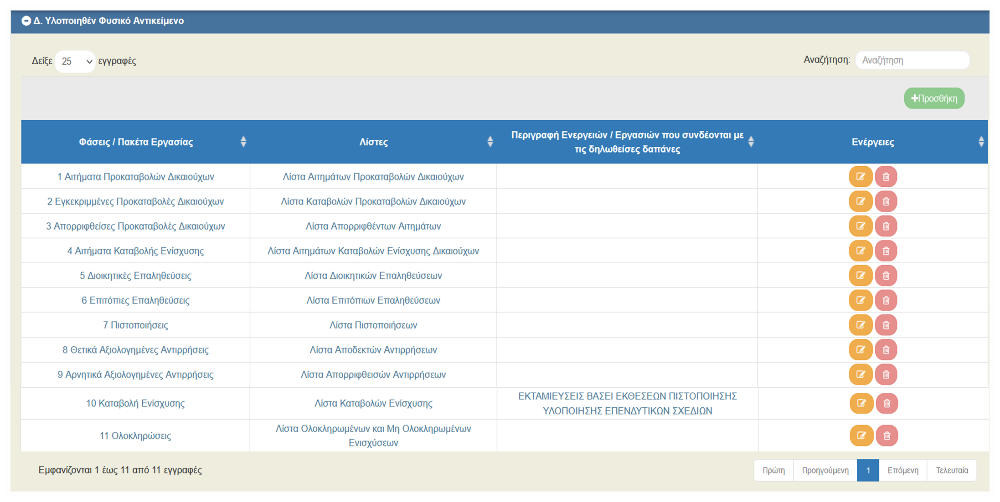 Δ. Υλοποιηθέν Φυσικό Αντικείμενο
Δείξε 25 εγγραφές
Αναζήτηση: Αναζήτηση
+Προσθήκη
Φάσεις / Πακέτα Εργασίας Λίστες Περιγραφή Ενεργειών / Εργασιών που συνδέονται με τις δηλωθείσες δαπάνες Ενέργειες
1 Αιτήματα Προκαταβολών Δικαιούχων Λίστα Αιτημάτων Προκαταβολών Δικαιούχων
2 Εγκεκριμμένες Προκαταβολές Δικαιούχων Λίστα Καταβολών Προκαταβολών Δικαιούχων
3 Απορριφθείσες Προκαταβολές Δικαιούχων Λίστα Απορριφθέντων Αιτημάτων
4 Αιτήματα Καταβολής Ενίσχυσης Λίστα Αιτημάτων Καταβολών Ενίσχυσης Δικαιούχων
5 Διοικητικές Επαληθεύσεις Λίστα Διοικητικών Επαληθεύσεων
6 Επιτόπιες Επαληθεύσεις Λίστα Επιτόπιων Επαληθεύσεων
7 Πιστοποιήσεις Λίστα Πιστοποιήσεων
8 Θετικά Αξιολογημένες Αντιρρήσεις Λίστα Αποδεκτών Αντιρρήσεων
9 Αρνητικά Αξιολογημένες Αντιρρήσεις Λίστα Απορριφθεισών Αντιρρήσεων
10 Καταβολή Ενίσχυσης Λίστα Καταβολών Ενίσχυσης ΕΚΤΑΜΙΕΥΣΕΙΣ ΒΑΣΕΙ ΕΚΘΕΣΕΩΝ ΠΙΣΤΟΠΟΙΗΣΗΣ
ΥΛΟΠΟΙΗΣΗΣ ΕΠΕΝΔΥΤΙΚΩΝ ΣΧΕΔΙΩΝ
11 Ολοκληρώσεις Λίστα Ολοκληρωμένων και Μη Ολοκληρωμένων
Ενισχύσεων
Εμφανίζονται 1 έως 11 από 11 εγγραφές
Πρώτη Προηγούμενη 1 Επόμενη Τελευταία